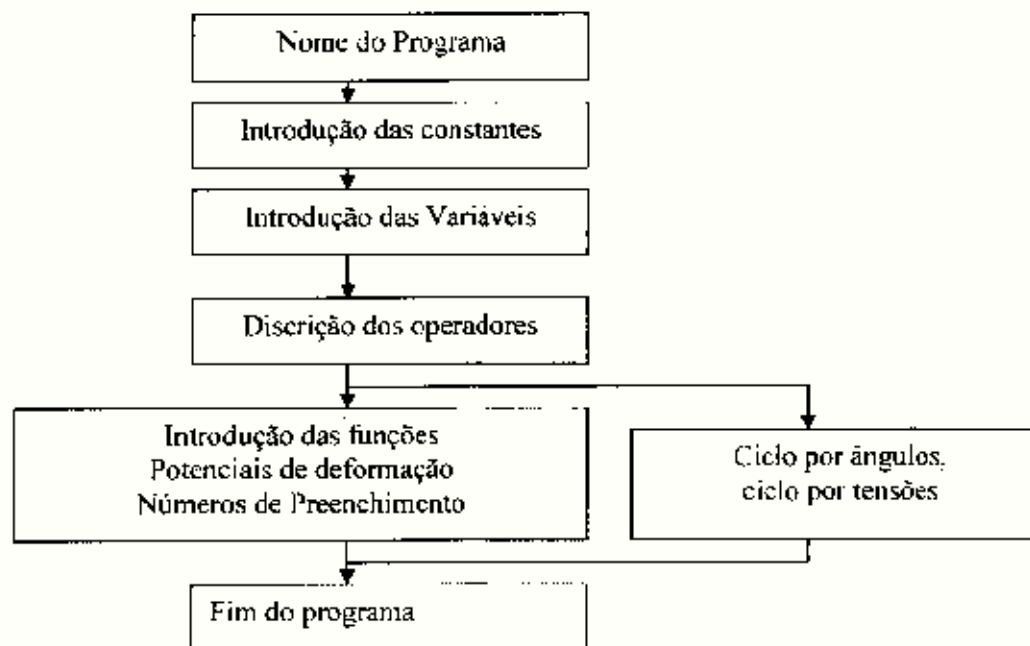 Nome do Programa
Introdução das constantes
Introdução das Variáveis
Discrição dos operadores
Introdução das funções
Potenciais de deformação
Números de Preenchimento
Ciclo por ângulos,
ciclo por tensões
Fim do programa